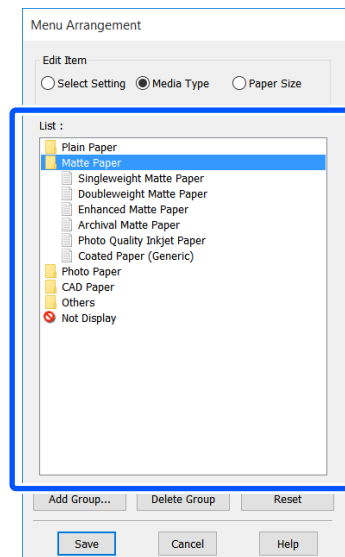 Menu Arrangement
Edit Item
Select Setting Media Type Paper Size
List :
Plain Paper
Matte Paper
Singleweight Matte Paper
Doubleweight Matte Paper
Enhanced Matte Paper
Archival Matte Paper
Photo Quality Inkjet Paper
Coated Paper (Generic)
Photo Paper
CAD Paper
Others
Not Display
Add Group... Delete Group Reset
Save Cancel Help